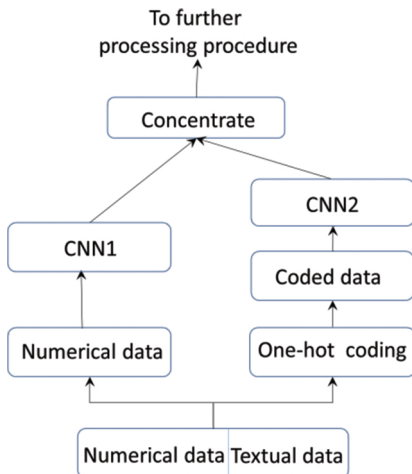 To further
processing procedure
Concentrate
CNN2
CNN1
Coded data
Numerical data
One-hot coding
Numerical data
Textual data